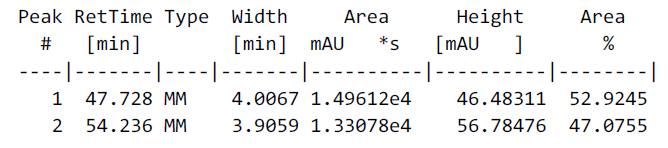 Peak RetTime Type  Width     Area      Height     Area
  #   [min]        [min]  mAU   *s   [mAU   ]      %
----|-------|----|-------|----------|----------|--------|
   1  47.728 MM    4.0067 1.49612e4   46.48311  52.9245
   2  54.236 MM    3.9059 1.33078e4   56.78476  47.0755